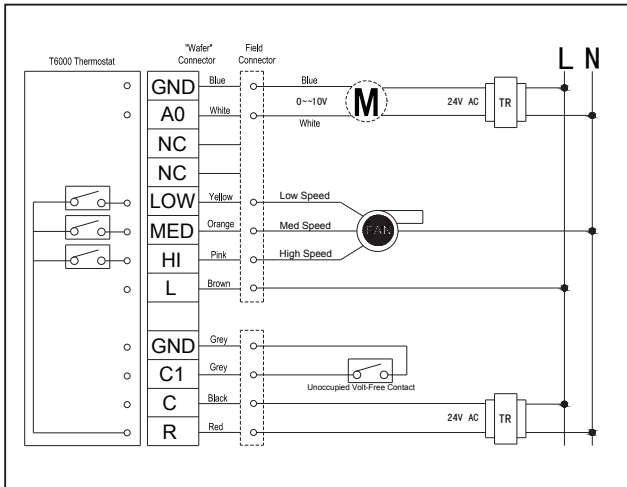 "Wafer"
Connector
Field
Connector
T6000 Thermostat
L N
GND Blue Blue
0~~10V M 24V AC TR
A0 White White
NC
NC
LOW Yellow Low Speed
MED Orange Med Speed FAN
HI Pink High Speed
L Brown
GND Grey
C1 Grey
Unoccupied Volt-Free Contact
C Black
24V AC TR
R Red